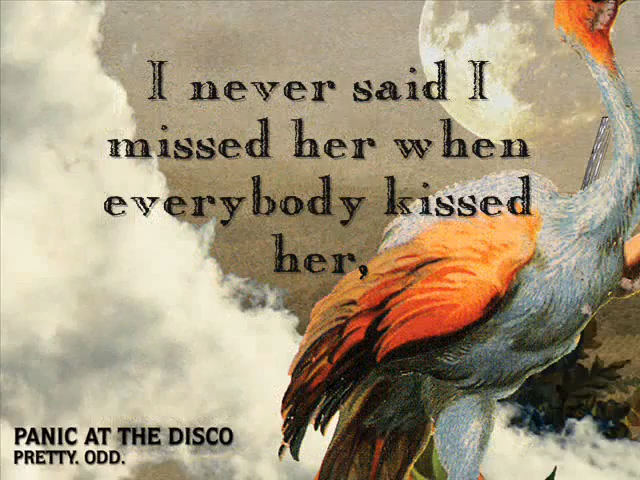 I never said I
missed her when
everybody kissed
her,
PANIC AT THE DISCO
PRETTY. ODD.